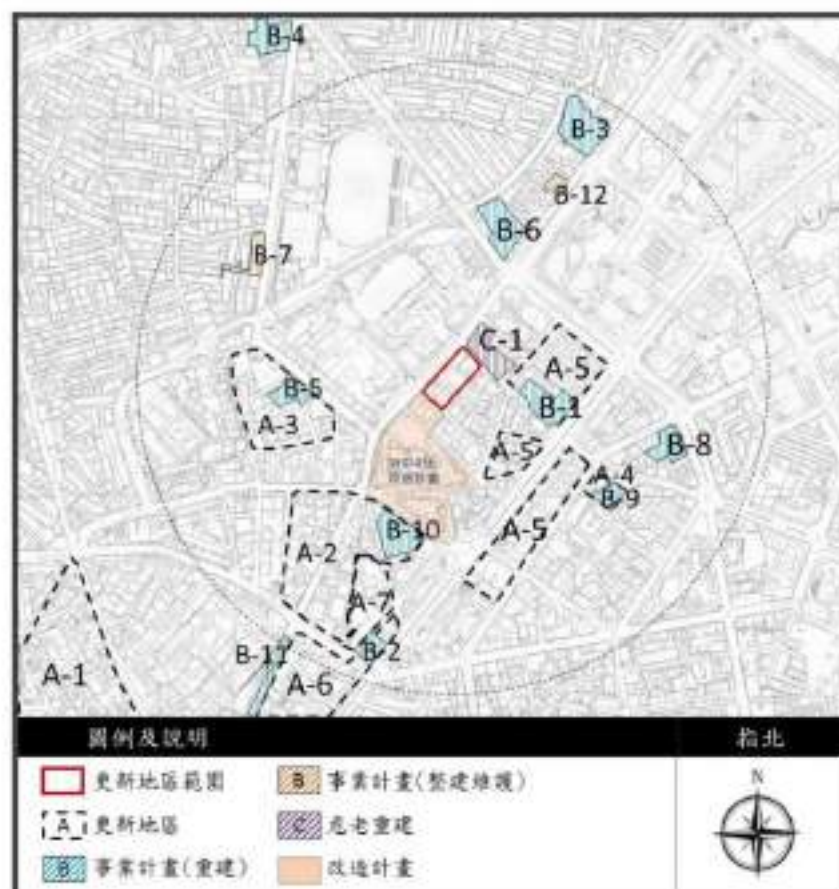 B-4
B-3
B-12
B-6
B-7
C-1
A-5
B-5
B-1
A-3
A-5
B-8
A-4
B-9
B-10
A-5
A-2
A-7
B-11
B-2
A-1
A-6
圖例及說明
指北
更新地區範圍
B 事業計畫(整建維護)
A 更新地區
C 危老重建
B 事業計畫(重建)
改造計畫
N